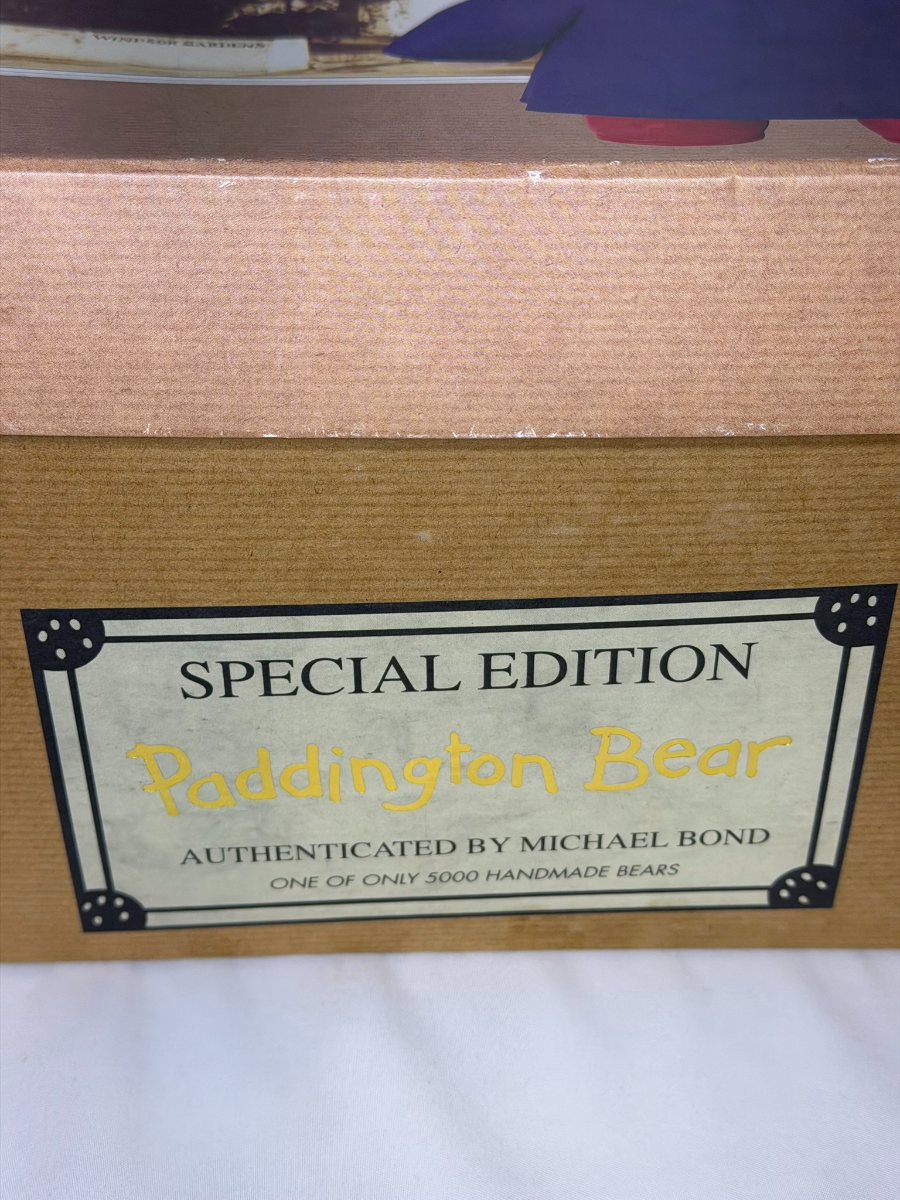 WINDSOR GARDENS
SPECIAL EDITION
Paddington Bear
AUTHENTICATED BY MICHAEL BOND
ONE OF ONLY 5000 HANDMADE BEARS